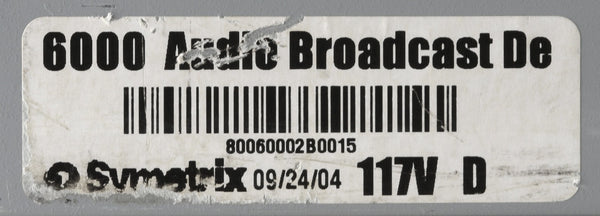 6000 Audio Broadcast De
80060002B0015
Symetrix 09/24/04 117V D